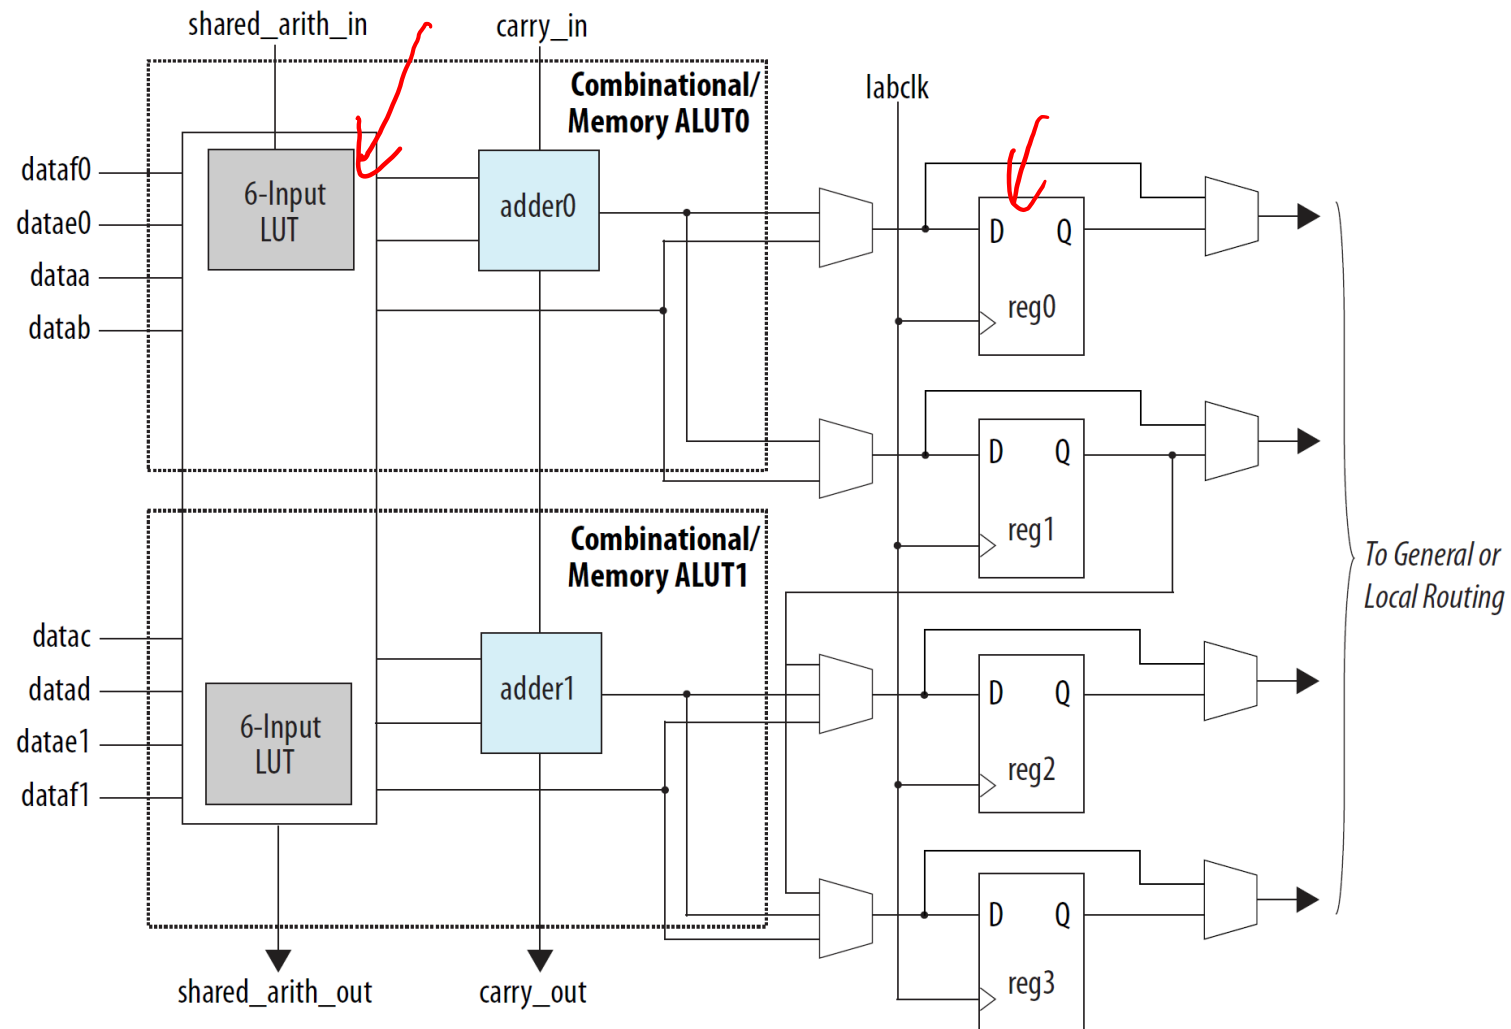 shared_arith_in
carry_in
Combinational/
Memory ALUT0
labclk
dataf0
datae0
dataa
datab
6-Input
LUT
adder0
D Q
reg0
D Q
reg1
Combinational/
Memory ALUT1
To General or
Local Routing
datac
datad
datae1
dataf1
6-Input
LUT
adder1
D Q
reg2
D Q
reg3
shared_arith_out
carry_out